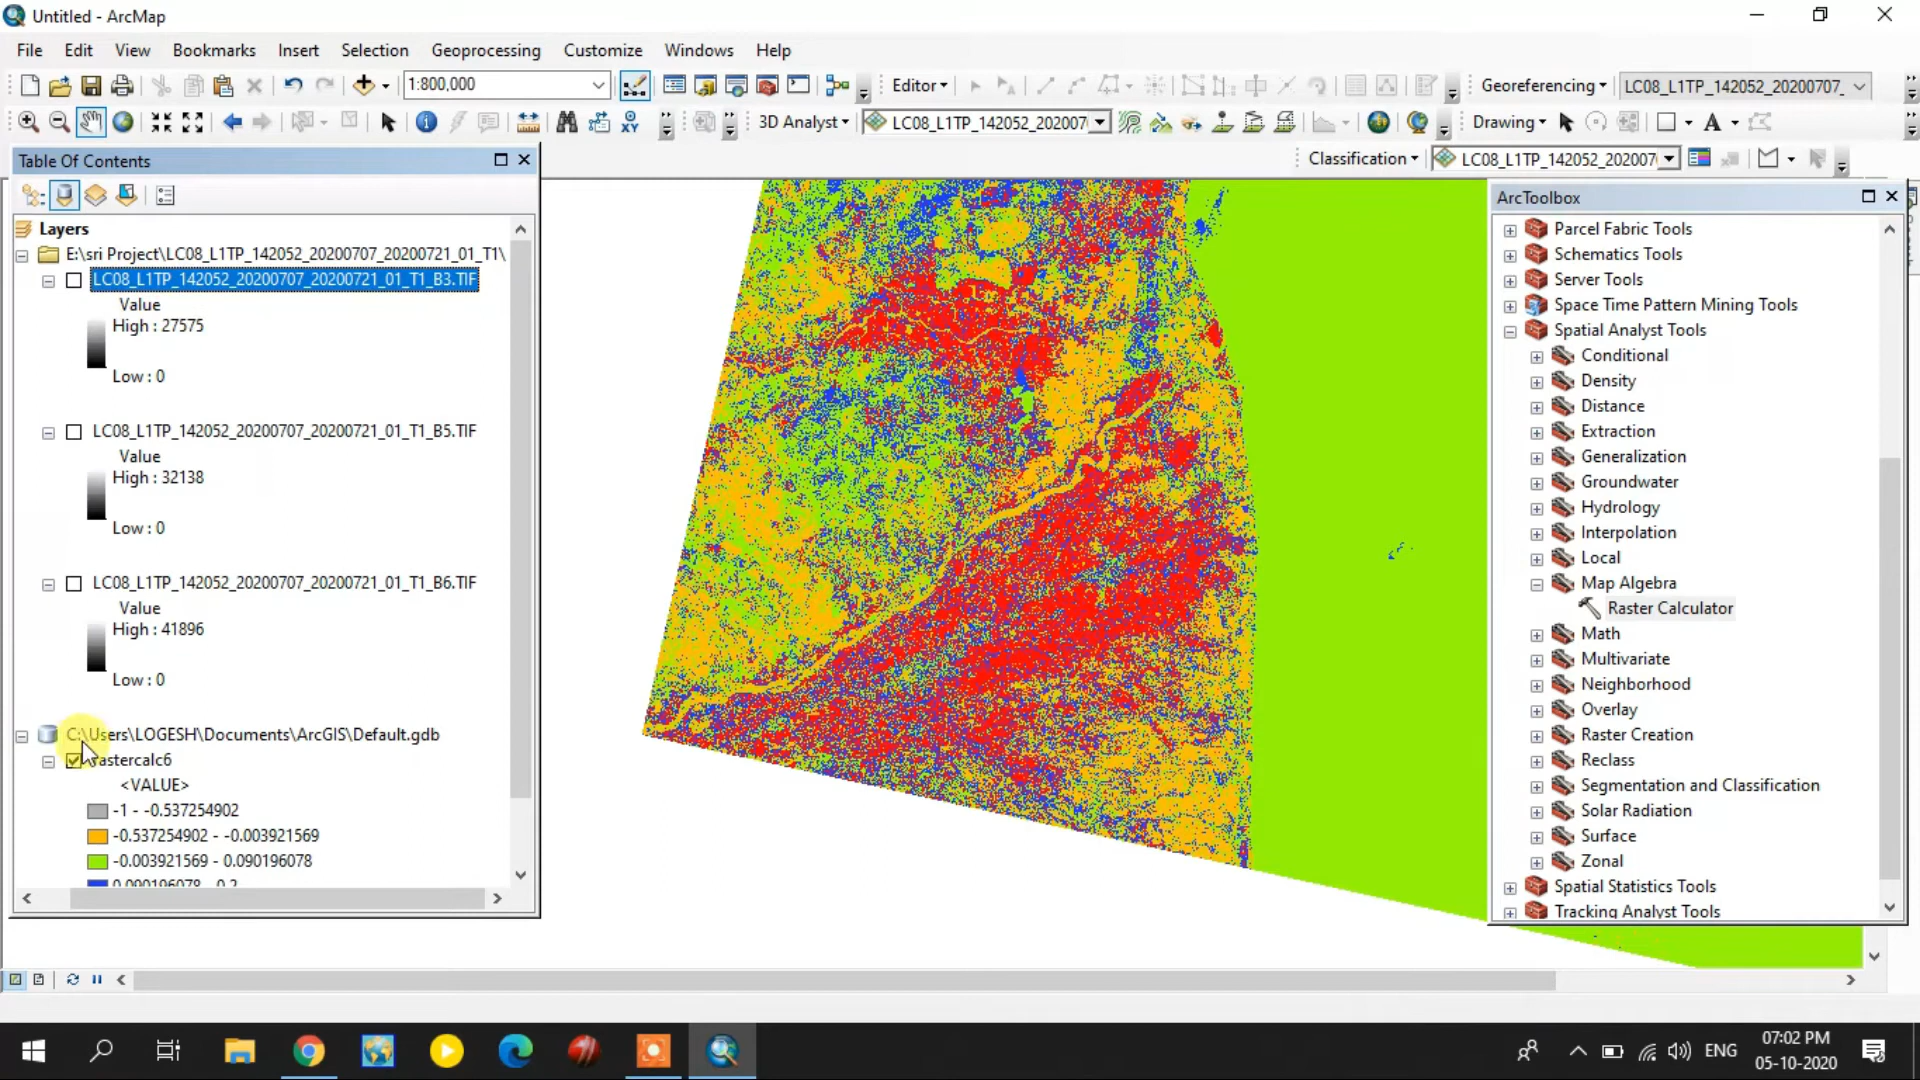 Untitled - ArcMap
File Edit View Bookmarks Insert Selection Geoprocessing Customize Windows Help
1:800,000
Editor
Georeferencing
LC08_L1TP_142052_20200707_
3D Analyst
LC08_L1TP_142052_202007
Drawing
A
XY
Classification
LC08_L1TP_142052_202007
Table Of Contents
Layers
E:\sri Project\LC08_L1TP_142052_20200707_20200721_01_T1\
LC08_L1TP_142052_20200707_20200721_01_T1_B3.TIF
Value
High : 27575
Low : 0
LC08_L1TP_142052_20200707_20200721_01_T1_B5.TIF
Value
High : 32138
Low : 0
LC08_L1TP_142052_20200707_20200721_01_T1_B6.TIF
Value
High : 41896
Low : 0
C:\Users\LOGESH\Documents\ArcGIS\Default.gdb
rastercalc6
<VALUE>
-1 - -0.537254902
-0.537254902 - -0.003921569
-0.003921569 - 0.090196078
0.090196078 - 0.2
ArcToolbox
Parcel Fabric Tools
Schematics Tools
Server Tools
Space Time Pattern Mining Tools
Spatial Analyst Tools
Conditional
Density
Distance
Extraction
Generalization
Groundwater
Hydrology
Interpolation
Local
Map Algebra
Raster Calculator
Math
Multivariate
Neighborhood
Overlay
Raster Creation
Reclass
Segmentation and Classification
Solar Radiation
Surface
Zonal
Spatial Statistics Tools
Tracking Analyst Tools
ENG
07:02 PM
05-10-2020